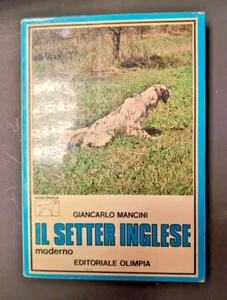 GIANCARLO MANCINI
IL SETTER INGLESE
moderno
EDITORIALE OLIMPIA